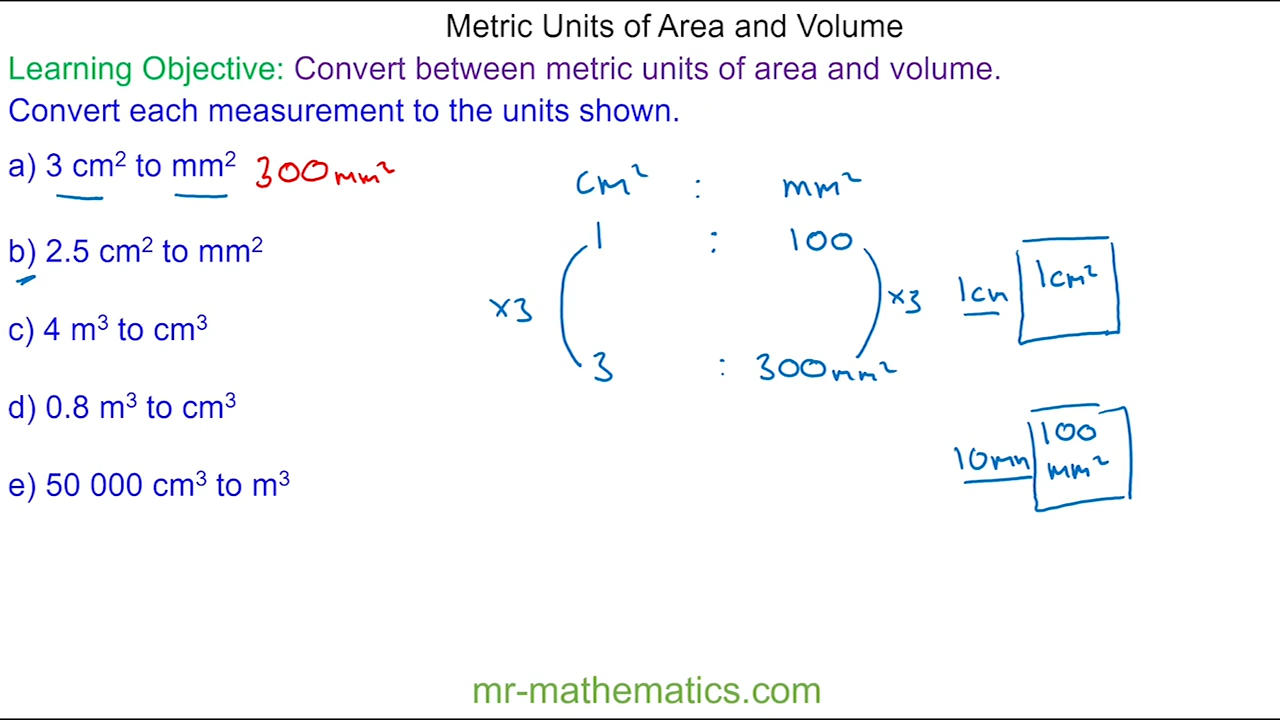 Metric Units of Area and Volume
Learning Objective: Convert between metric units of area and volume.
Convert each measurement to the units shown.
a) 3 cm² to mm² 300mm²
b) 2.5 cm² to mm²
c) 4 m³ to cm³
d) 0.8 m³ to cm³
e) 50 000 cm³ to m³
cm² : mm²
1 : 100
×3 ×3
3 : 300mm²
1cm 1cm²
10mm 100
mm²
mr-mathematics.com